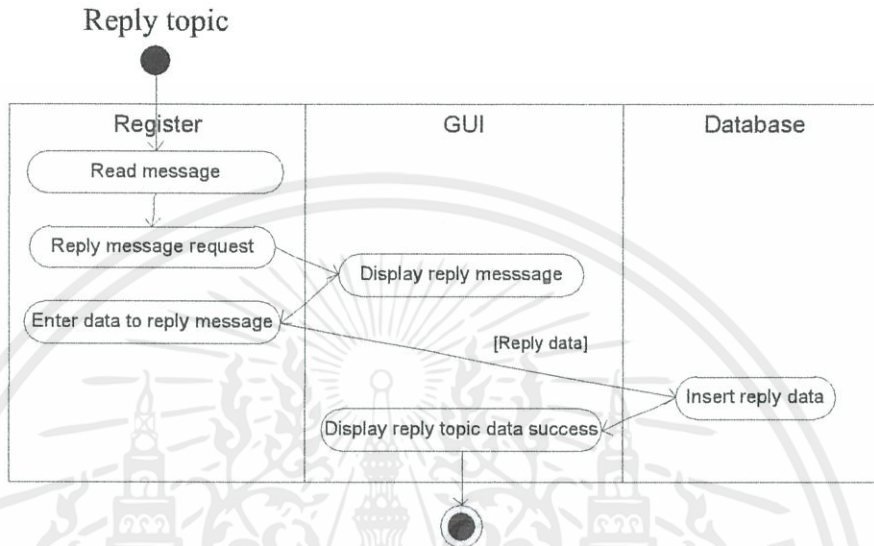 Reply topic
Register
GUI
Database
Read message
Reply message request
Display reply messsage
Enter data to reply message
[Reply data]
Insert reply data
Display reply topic data success